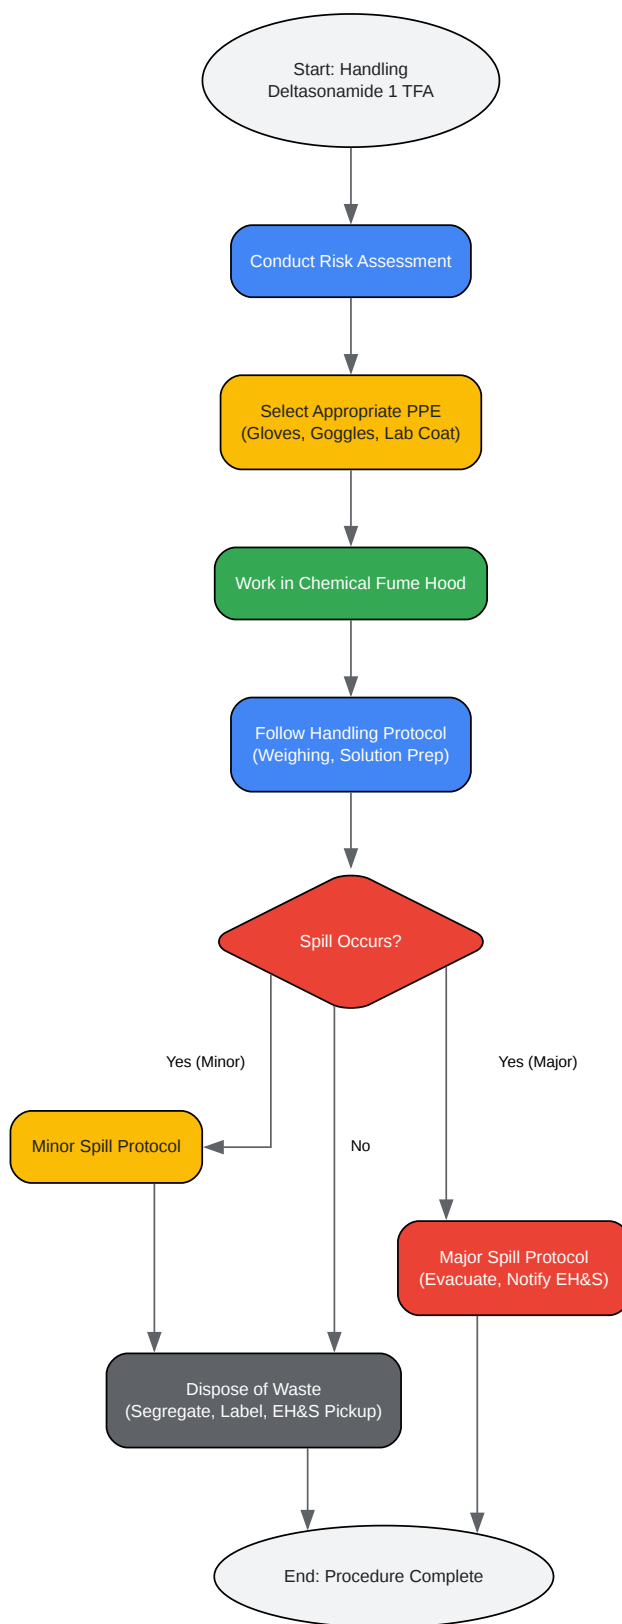 Start: Handling
Deltasonamide 1 TFA
Conduct Risk Assessment
Select Appropriate PPE
(Gloves, Goggles, Lab Coat)
Work in Chemical Fume Hood
Follow Handling Protocol
(Weighing, Solution Prep)
Spill Occurs?
Yes (Minor)
Yes (Major)
Minor Spill Protocol
No
Major Spill Protocol
(Evacuate, Notify EH&S)
Dispose of Waste
(Segregate, Label, EH&S Pickup)
End: Procedure Complete